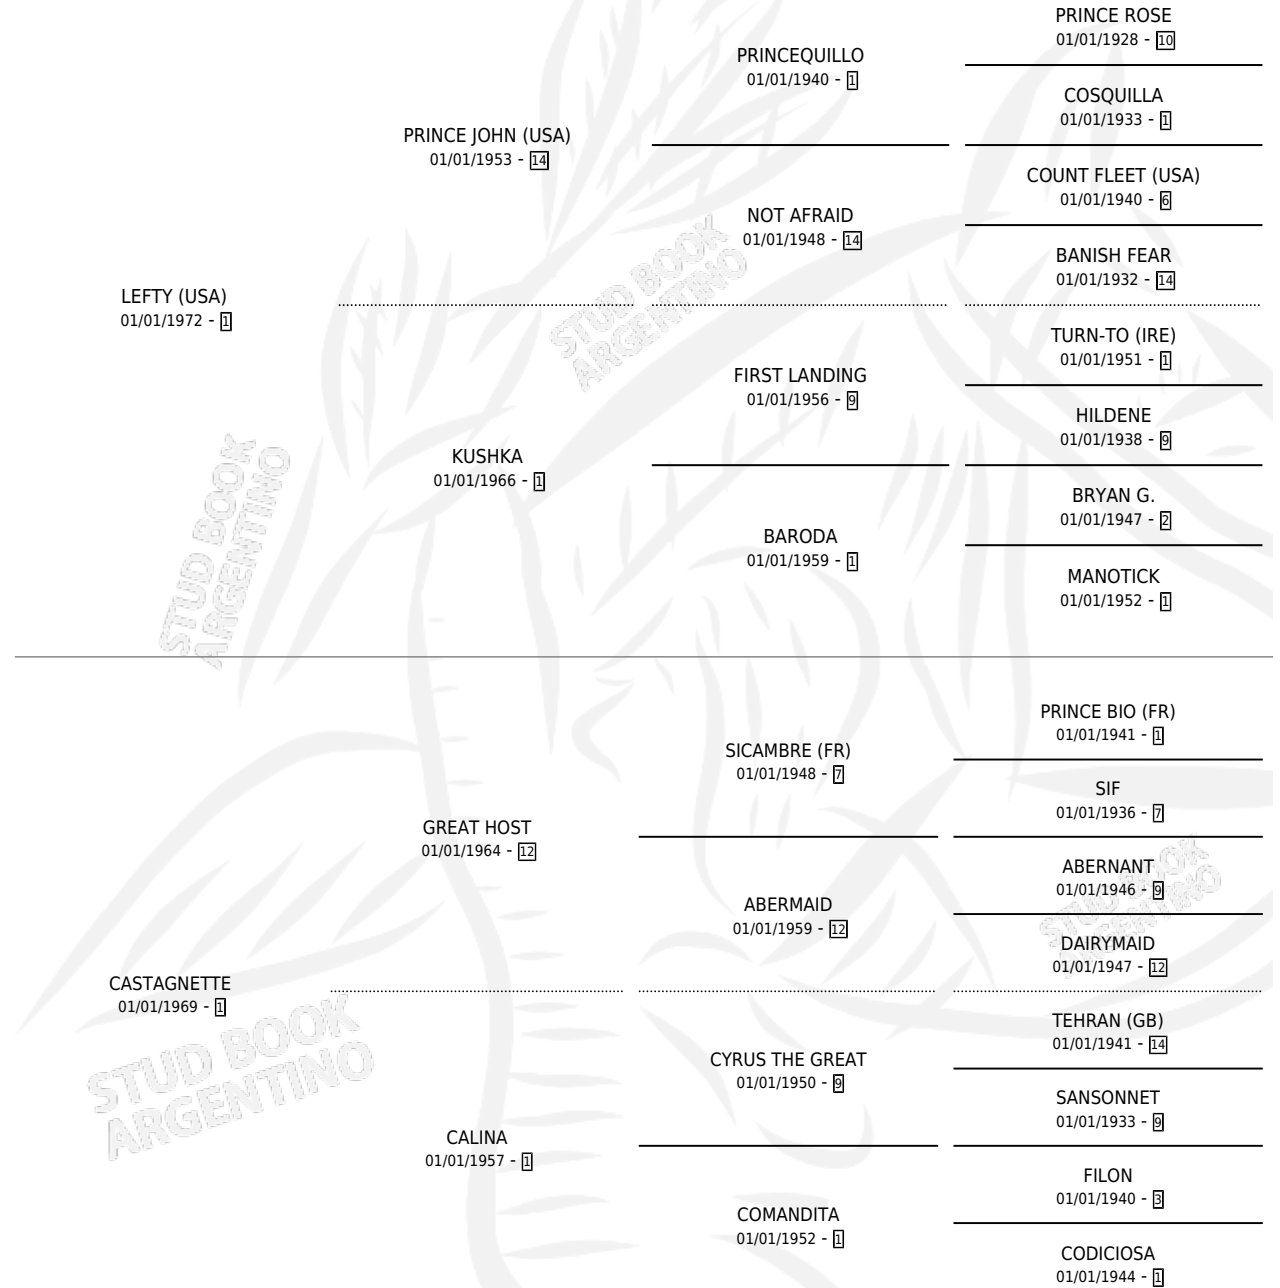 PRINCE ROSE
01/01/1928 - 10
PRINCEQUILLO
01/01/1940 - 1
COSQUILLA
01/01/1933 - 1
PRINCE JOHN (USA)
01/01/1953 - 14
COUNT FLEET (USA)
01/01/1940 - 6
NOT AFRAID
01/01/1948 - 14
BANISH FEAR
01/01/1932 - 14
LEFTY (USA)
01/01/1972 - 1
STUD BOOK
ARGENTINO
TURN-TO (IRE)
01/01/1951 - 1
FIRST LANDING
01/01/1956 - 9
HILDENE
01/01/1938 - 9
KUSHKA
01/01/1966 - 1
BRYAN G.
01/01/1947 - 2
BARODA
01/01/1959 - 1
MANOTICK
01/01/1952 - 1
STUD BOOK
ARGENTINO
PRINCE BIO (FR)
01/01/1941 - 1
SICAMBRE (FR)
01/01/1948 - 7
SIF
01/01/1936 - 7
GREAT HOST
01/01/1964 - 12
ABERNANT
01/01/1946 - 9
ABERMAID
01/01/1959 - 12
STUD BOOK
ARGENTINO
DAIRYMAID
01/01/1947 - 12
CASTAGNETTE
01/01/1969 - 1
TEHRAN (GB)
01/01/1941 - 14
CYRUS THE GREAT
01/01/1950 - 9
STUD BOOK
ARGENTINO
SANSONNET
01/01/1933 - 9
CALINA
01/01/1957 - 1
FILON
01/01/1940 - 3
COMANDITA
01/01/1952 - 1
CODICIOSA
01/01/1944 - 1